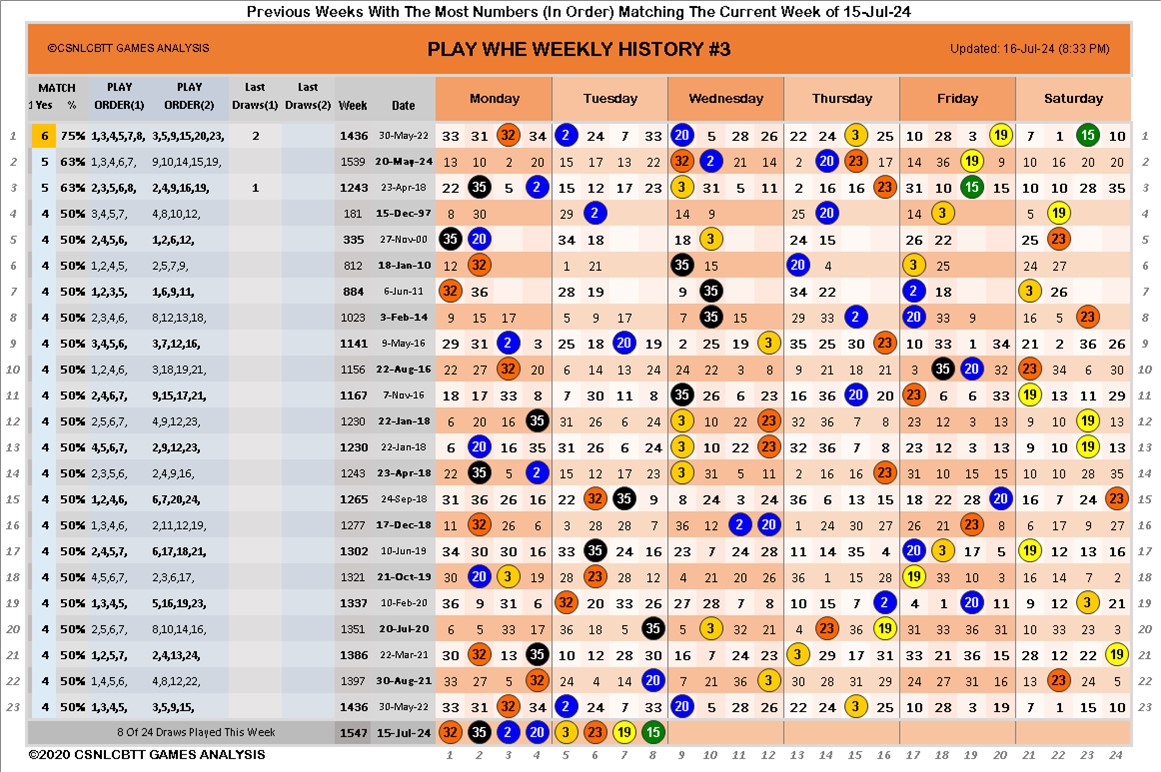 Previous Weeks With The Most Numbers (In Order) Matching The Current Week of 15-Jul-24
©CSNLCBTT GAMES ANALYSIS PLAY WHE WEEKLY HISTORY #3 Updated: 16-Jul-24 (8:33 PM)
MATCH PLAY PLAY Last Last
1 Yes % ORDER(1) ORDER(2) Draws(1) Draws(2) Week Date Monday Tuesday Wednesday Thursday Friday Saturday
1 6 75% 1,3,4,5,7,8, 3,5,9,15,20,23, 2 1436 30-May-22 33 31 32 34 2 24 7 33 20 5 28 26 22 24 3 25 10 28 3 19 7 1 15 10 1
2 5 63% 1,3,4,6,7, 9,10,14,15,19, 1539 20-May-24 13 10 2 20 15 17 13 22 32 2 21 14 2 20 23 17 14 36 19 9 10 16 20 20 2
3 5 63% 2,3,5,6,8, 2,4,9,16,19, 1 1243 23-Apr-18 22 35 5 2 15 12 17 23 3 31 5 11 2 16 16 23 31 10 15 15 10 10 28 35 3
4 4 50% 3,4,5,7, 4,8,10,12, 181 15-Dec-97 8 30 29 2 14 9 25 20 14 3 5 19 4
5 4 50% 2,4,5,6, 1,2,6,12, 335 27-Nov-00 35 20 34 18 18 3 24 15 26 22 25 23 5
6 4 50% 1,2,4,5, 2,5,7,9, 812 18-Jan-10 12 32 1 21 35 15 20 4 3 25 24 27 6
7 4 50% 1,2,3,5, 1,6,9,11, 884 6-Jun-11 32 36 28 19 9 35 34 22 2 18 3 26 7
8 4 50% 2,3,4,6, 8,12,13,18, 1023 3-Feb-14 9 15 17 5 9 17 7 35 15 29 33 2 20 33 9 16 5 23 8
9 4 50% 3,4,5,6, 3,7,12,16, 1141 9-May-16 29 31 2 3 25 18 20 19 2 25 19 3 35 25 30 23 10 33 1 34 21 2 36 26 9
10 4 50% 1,2,4,6, 3,18,19,21, 1156 22-Aug-16 22 27 32 20 6 14 13 24 24 22 3 8 9 21 18 21 3 35 20 32 23 34 6 30 10
11 4 50% 2,4,6,7, 9,15,17,21, 1167 7-Nov-16 18 17 33 8 7 30 11 8 35 26 6 23 16 36 20 20 23 6 6 33 19 13 11 29 11
12 4 50% 2,5,6,7, 4,9,12,23, 1230 22-Jan-18 6 20 16 35 31 26 6 24 3 10 22 23 32 36 7 8 23 12 3 13 9 10 19 13 12
13 4 50% 4,5,6,7, 2,9,12,23, 1230 22-Jan-18 6 20 16 35 31 26 6 24 3 10 22 23 32 36 7 8 23 12 3 13 9 10 19 13 13
14 4 50% 2,3,5,6, 2,4,9,16, 1243 23-Apr-18 22 35 5 2 15 12 17 23 3 31 5 11 2 16 16 23 31 10 15 15 10 10 28 35 14
15 4 50% 1,2,4,6, 6,7,20,24, 1265 24-Sep-18 31 36 26 16 22 32 35 9 8 24 3 24 36 6 13 15 18 22 28 20 16 7 24 23 15
16 4 50% 1,3,4,6, 2,11,12,19, 1277 17-Dec-18 11 32 26 6 3 28 28 7 36 12 2 20 1 24 30 27 26 21 23 8 6 17 9 27 16
17 4 50% 2,4,5,7, 6,17,18,21, 1302 10-Jun-19 34 30 30 16 33 35 24 16 23 7 24 28 11 14 35 4 20 3 17 5 19 12 13 16 17
18 4 50% 4,5,6,7, 2,3,6,17, 1321 21-Oct-19 30 20 3 19 28 23 28 12 4 21 20 26 36 1 15 28 19 33 10 3 16 14 7 2 18
19 4 50% 1,3,4,5, 5,16,19,23, 1337 10-Feb-20 36 9 31 6 32 20 33 26 27 28 7 8 10 15 7 2 4 1 20 11 9 22 3 21 19
20 4 50% 2,5,6,7, 8,10,14,16, 1351 20-Jul-20 6 5 33 17 36 18 5 35 5 3 32 21 4 23 36 19 31 33 36 31 10 33 23 3 20
21 4 50% 1,2,5,7, 2,4,13,24, 1386 22-Mar-21 30 32 13 35 10 12 28 30 16 7 24 23 3 29 17 31 33 21 36 15 28 12 22 19 21
22 4 50% 1,4,5,6, 4,8,12,22, 1397 30-Aug-21 33 27 5 32 24 4 14 20 7 21 36 3 30 28 31 29 24 27 31 16 13 23 24 5 22
23 4 50% 1,3,4,5, 3,5,9,15, 1436 30-May-22 33 31 32 34 2 24 7 33 20 5 28 26 22 24 3 25 10 28 3 19 7 1 15 10 23
8 Of 24 Draws Played This Week 1547 15-Jul-24 32 35 2 20 3 23 19 15
©2020 CSNLCBTT GAMES ANALYSIS 1 2 3 4 5 6 7 8 9 10 11 12 13 14 15 16 17 18 19 20 21 22 23 24